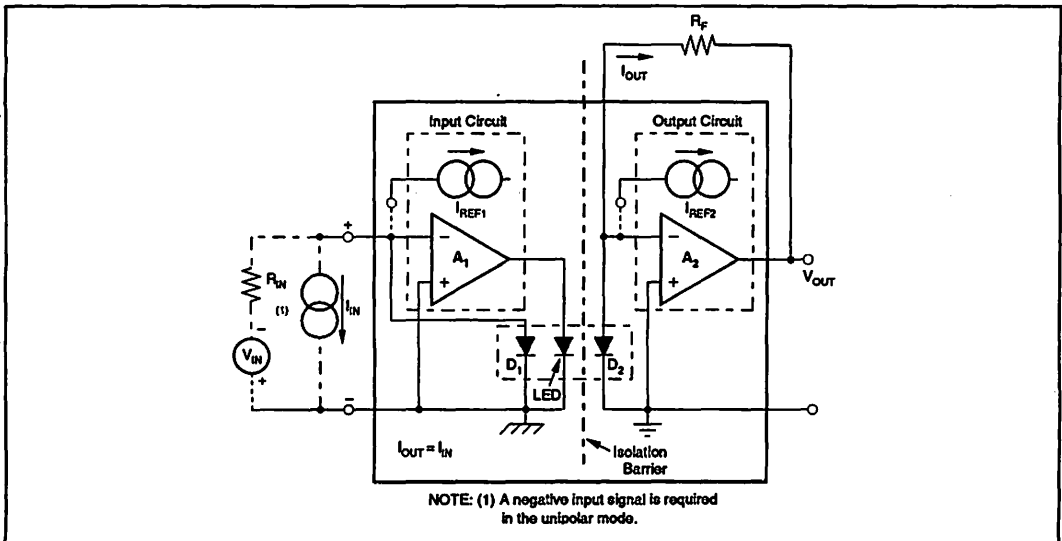 R_F
I_OUT
Input Circuit
Output Circuit
I_REF1
I_REF2
+
−
−
A_1
A_2
+
+
V_OUT
R_IN
(1)
I_IN
−
V_IN
+
D_1
D_2
LED
−
I_OUT = I_IN
Isolation
Barrier
NOTE: (1) A negative input signal is required
in the unipolar mode.